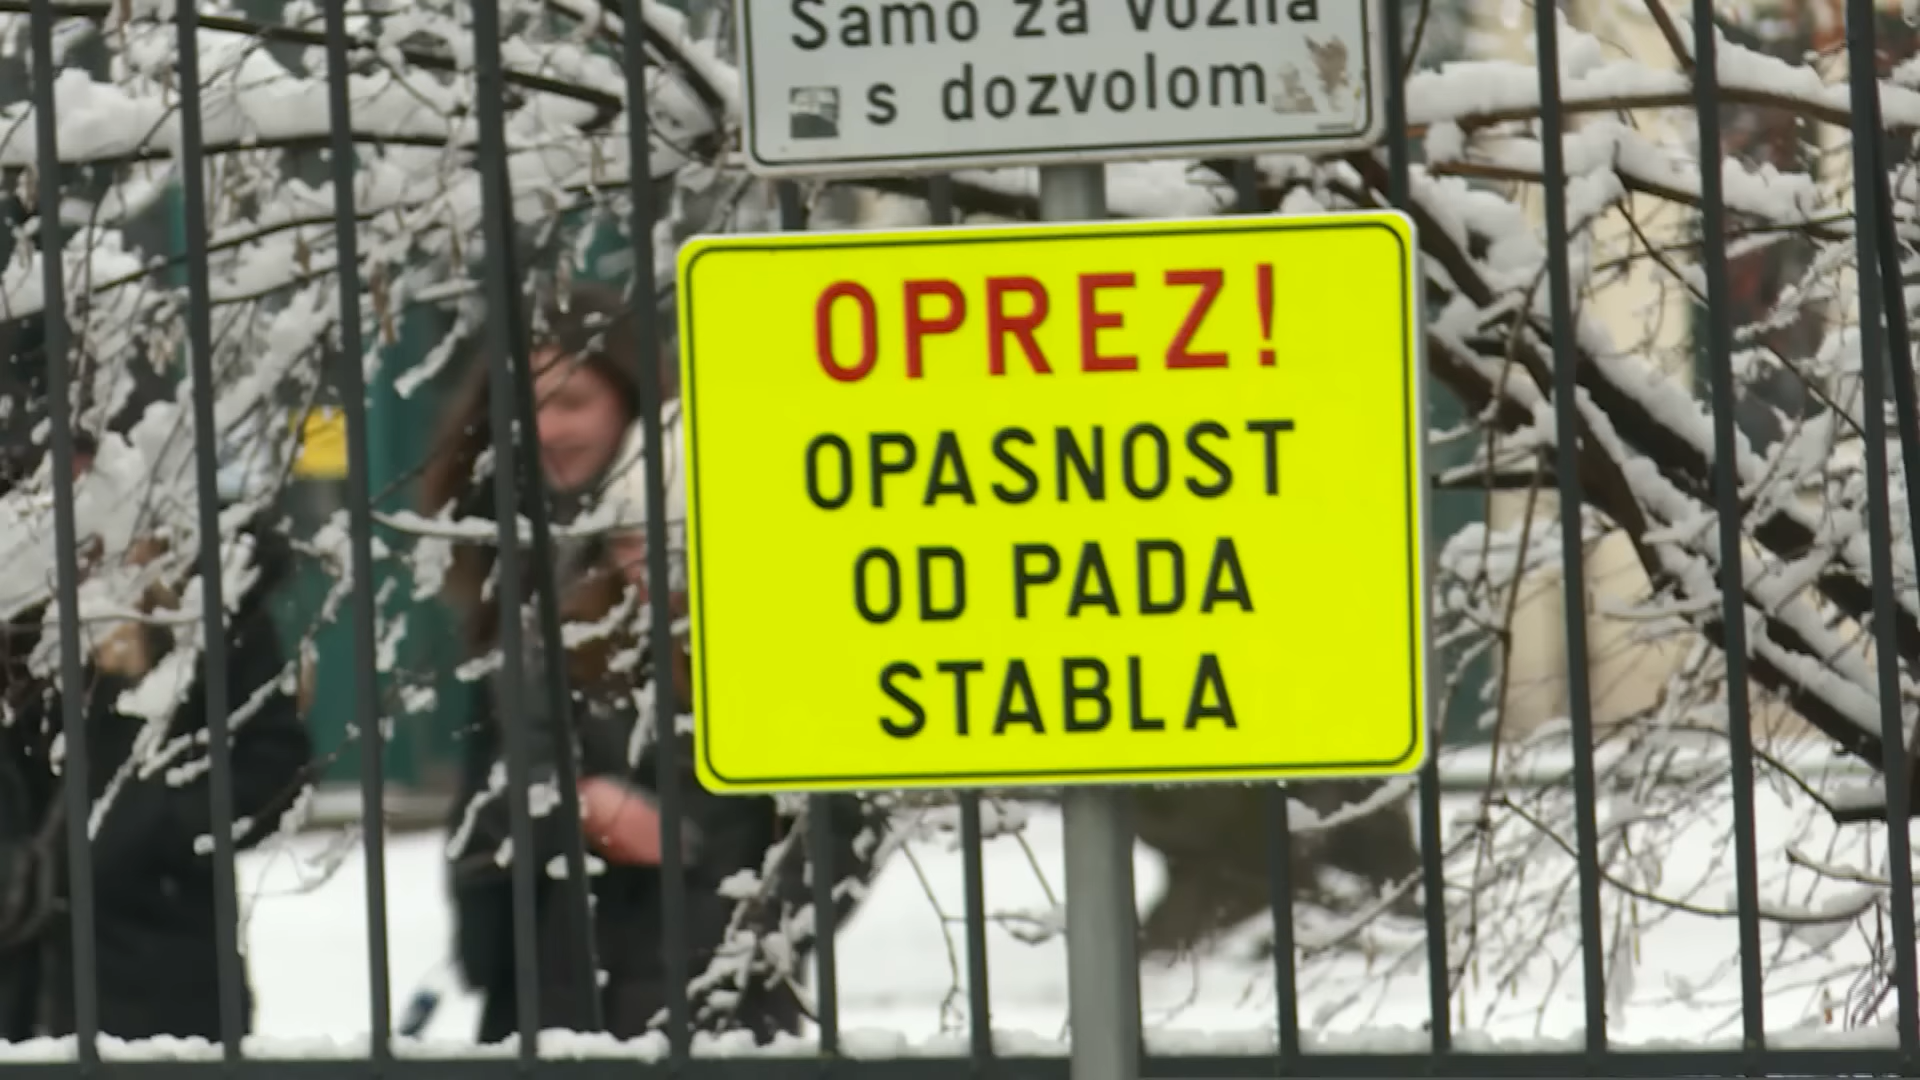 Samo za vozila
s dozvolom
OPREZ!
OPASNOST
OD PADA
STABLA